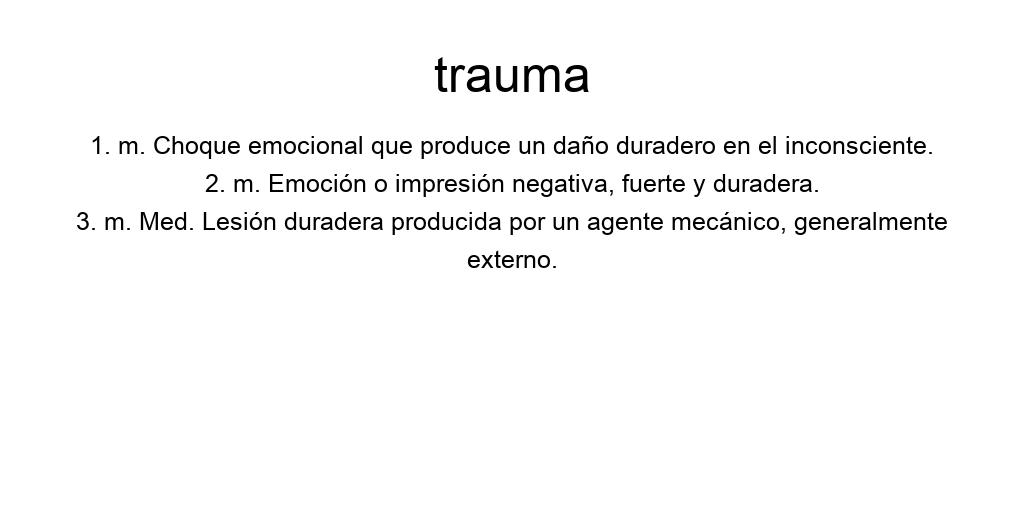 trauma
1. m. Choque emocional que produce un daño duradero en el inconsciente.
2. m. Emoción o impresión negativa, fuerte y duradera.
3. m. Med. Lesión duradera producida por un agente mecánico, generalmente
externo.